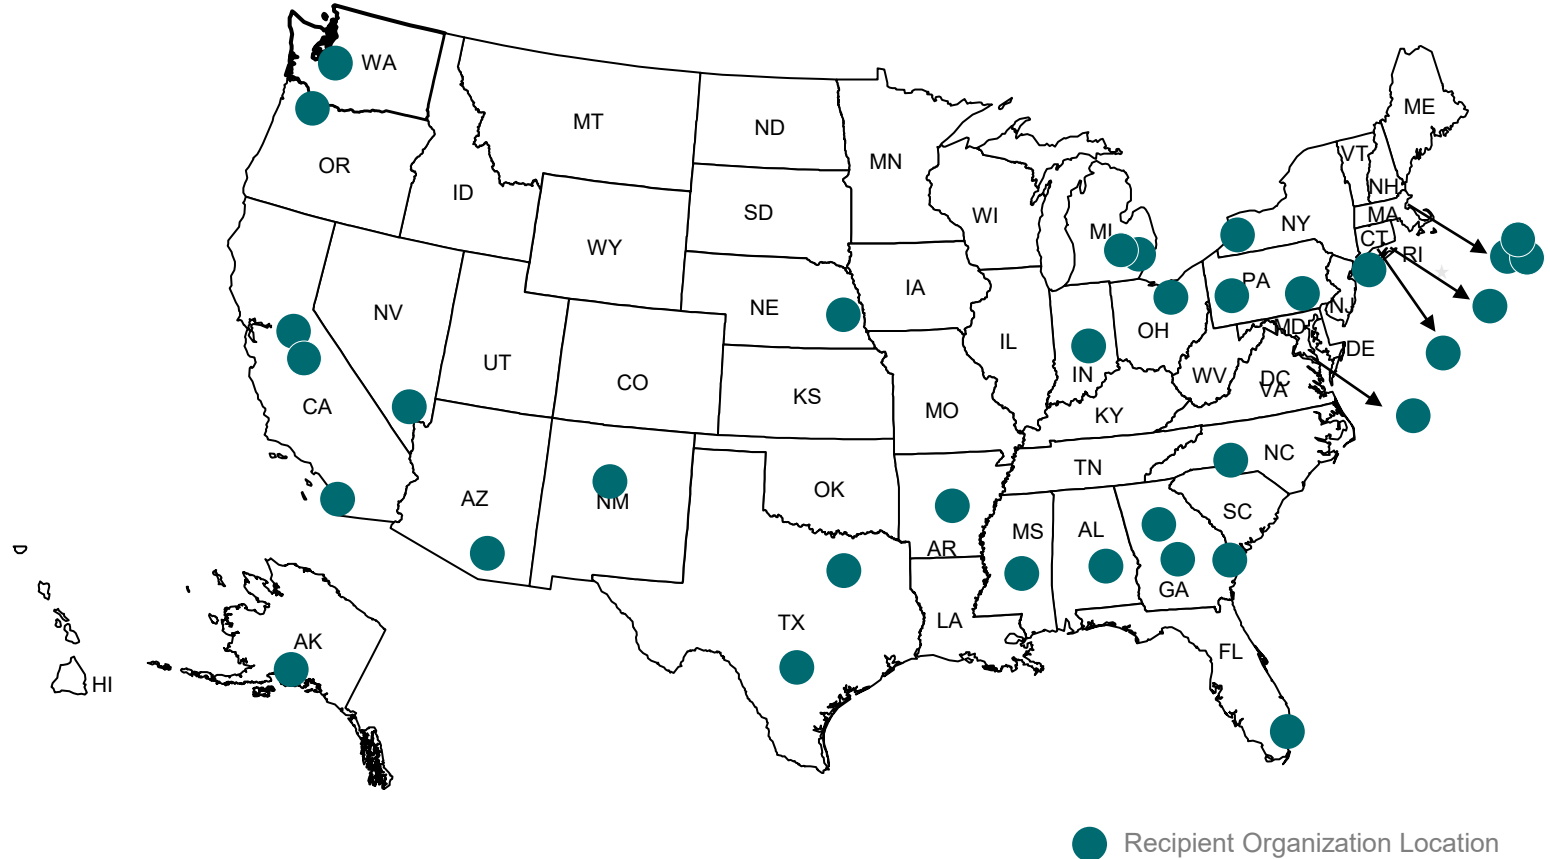 WA
ME
MT
ND
MN
VT
OR
NH
ID
SD
WI
MI
NY
MA
CT
RI
WY
IA
PA
NE
NJ
NV
MD
OH
IL
DE
UT
CO
IN
WV
DC
VA
KS
CA
MO
KY
NC
TN
OK
AZ
NM
SC
MS
AL
AR
GA
TX
LA
AK
FL
HI
Recipient Organization Location